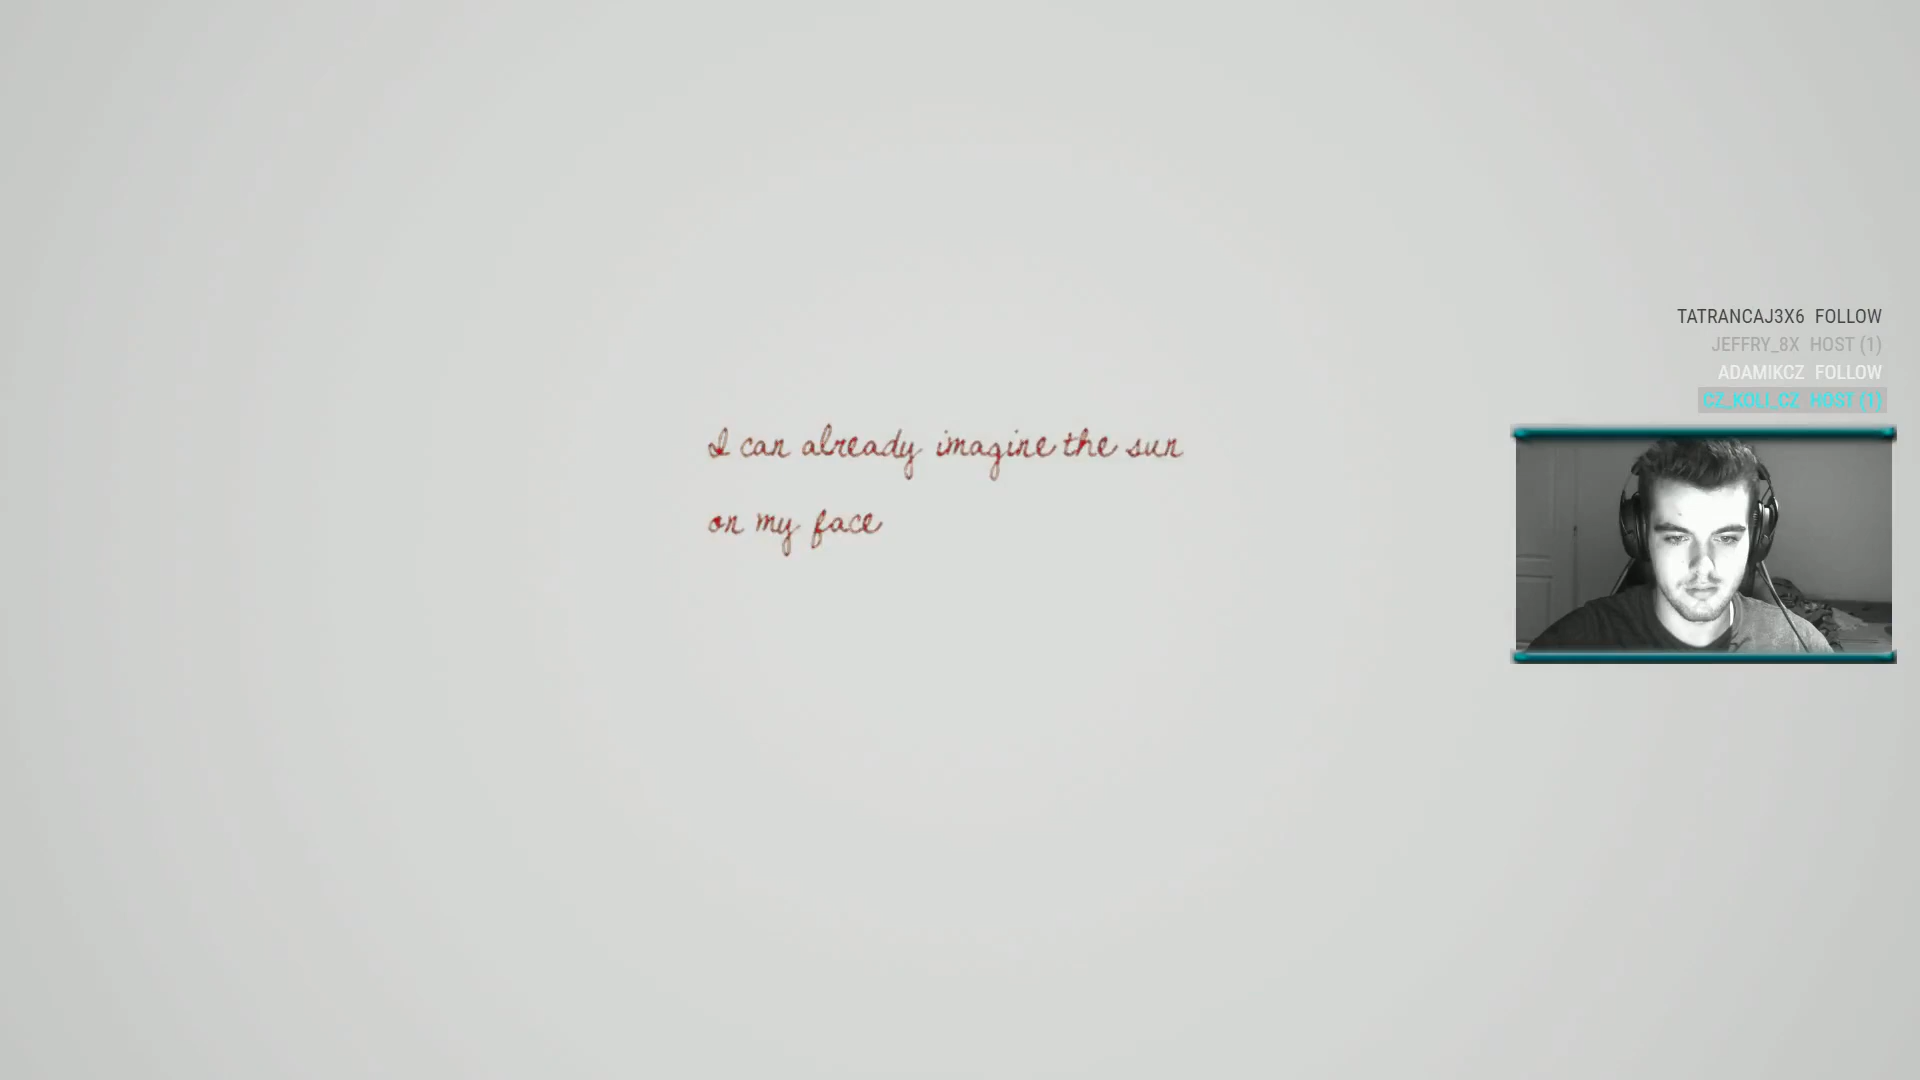 I can already imagine the sun
on my face
TATRANCAJ3X6 FOLLOW
JEFFRY_8X HOST (1)
ADAMIKCZ FOLLOW
CZ_KOLI_CZ HOST (1)